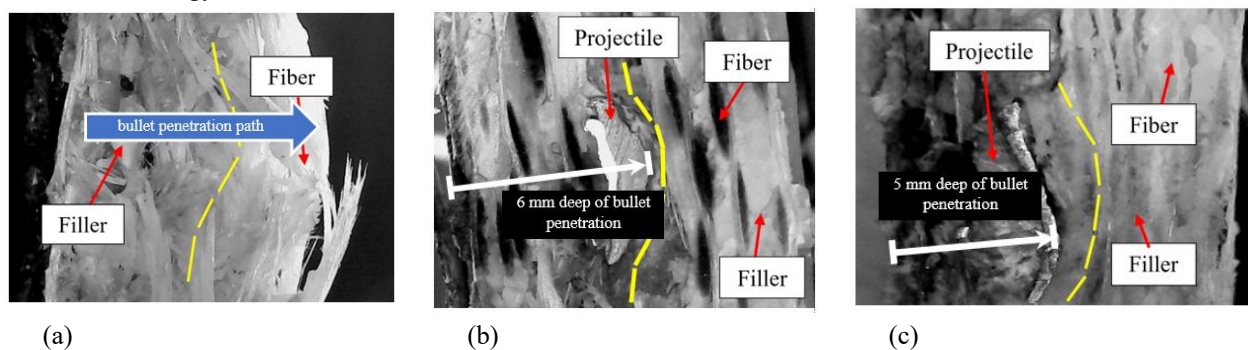 Fiber
bullet penetration path
Filler
Projectile
Fiber
6 mm deep of bullet
penetration
Filler
Projectile
Fiber
5 mm deep of bullet
penetration
Filler
(a)
(b)
(c)